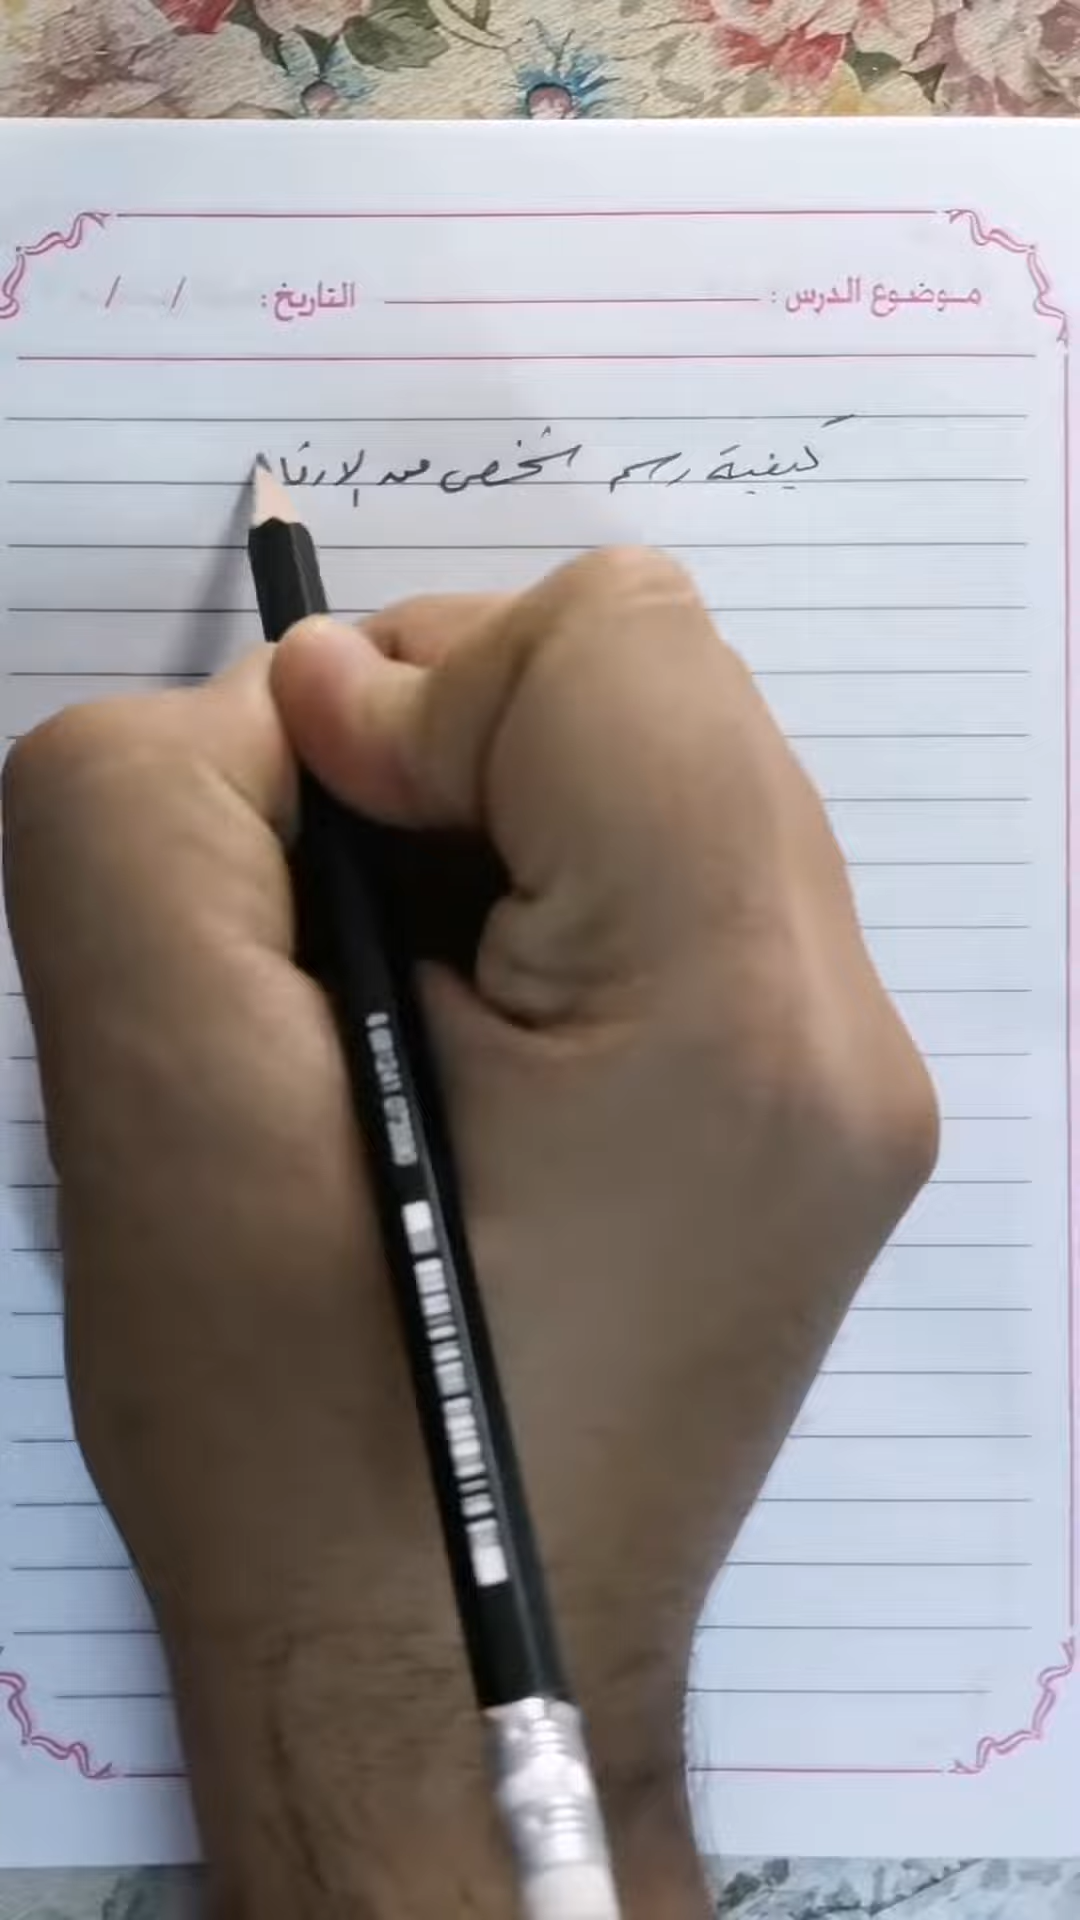 موضوع الدرس : التاريخ : / /
كيفية رسم الشخص من الارقا